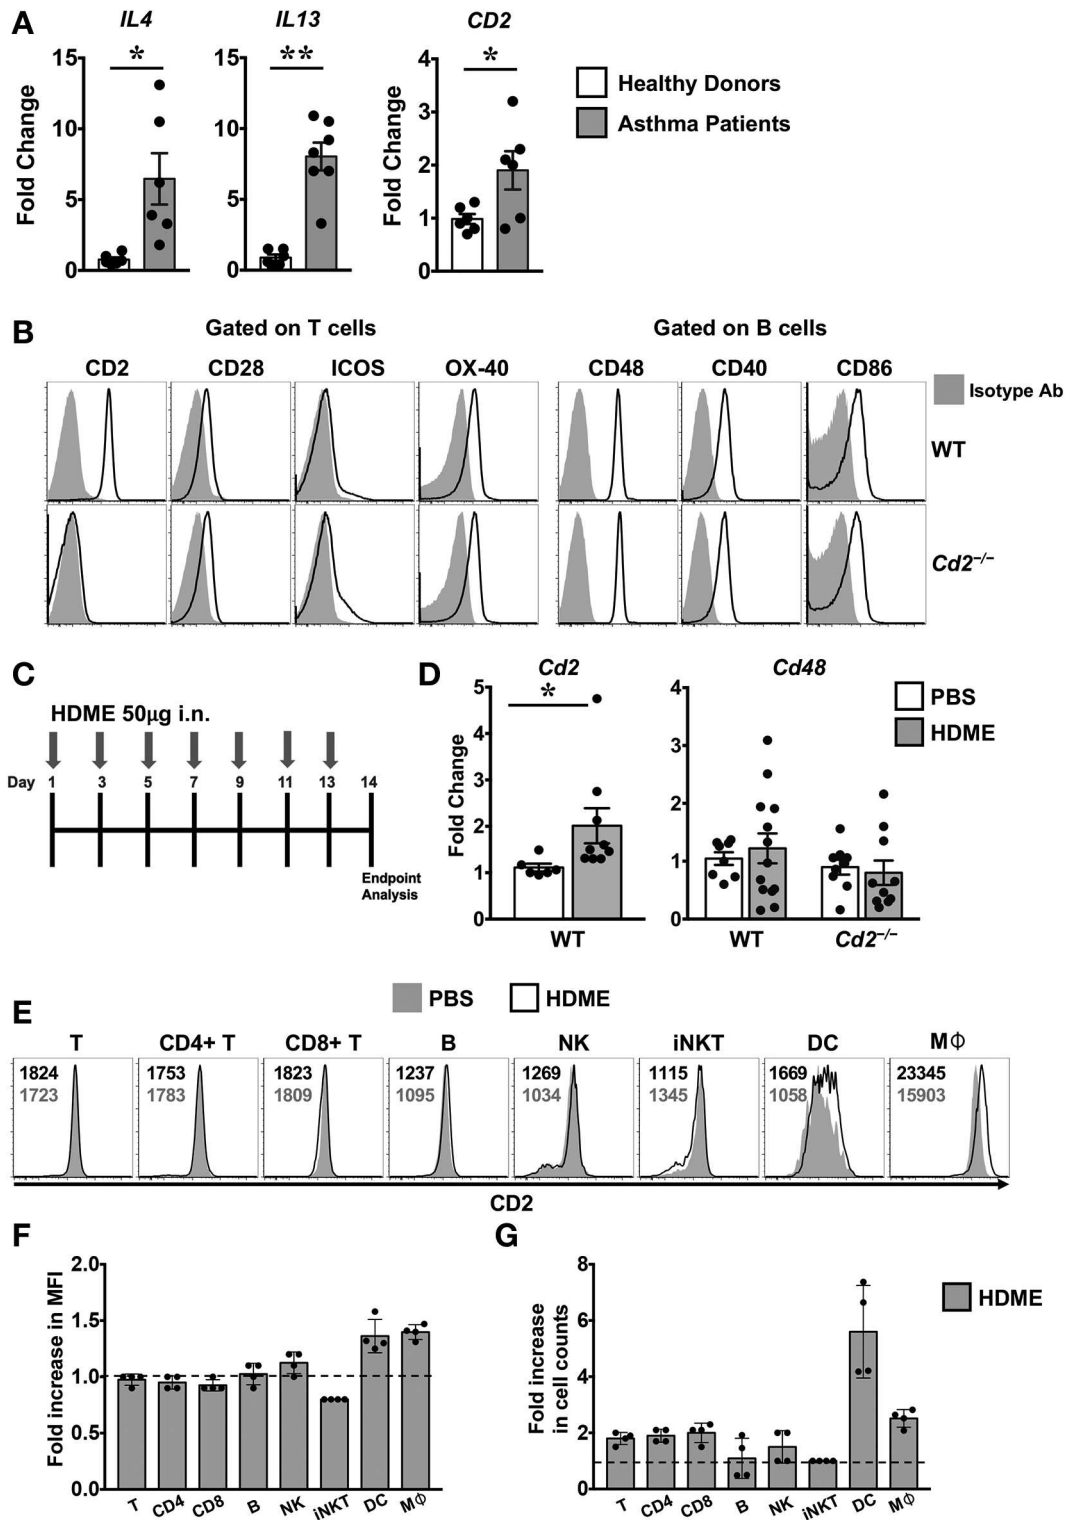 A
IL4
IL13
CD2
*
**
*
Fold Change
15
10
5
0
15
10
5
0
Fold Change
4
3
2
1
0
Healthy Donors
Asthma Patients
B
Gated on T cells
Gated on B cells
CD2
CD28
ICOS
OX-40
CD48
CD40
CD86
Isotype Ab
WT
Cd2−/−
C
HDME 50μg i.n.
Day
1
3
5
7
9
11
13
14
Endpoint
Analysis
D
Cd2
Cd48
*
Fold Change
5
4
3
2
1
0
WT
4
3
2
1
0
WT
Cd2−/−
PBS
HDME
E
PBS
HDME
T
CD4+ T
CD8+ T
B
NK
iNKT
DC
MΦ
1824
1723
1753
1783
1823
1809
1237
1095
1269
1034
1115
1345
1669
1058
23345
15903
CD2
F
Fold increase in MFI
2.0
1.5
1.0
0.5
0.0
T
CD4
CD8
B
NK
iNKT
DC
MΦ
G
Fold increase
in cell counts
8
6
4
2
0
T
CD4
CD8
B
NK
iNKT
DC
MΦ
HDME